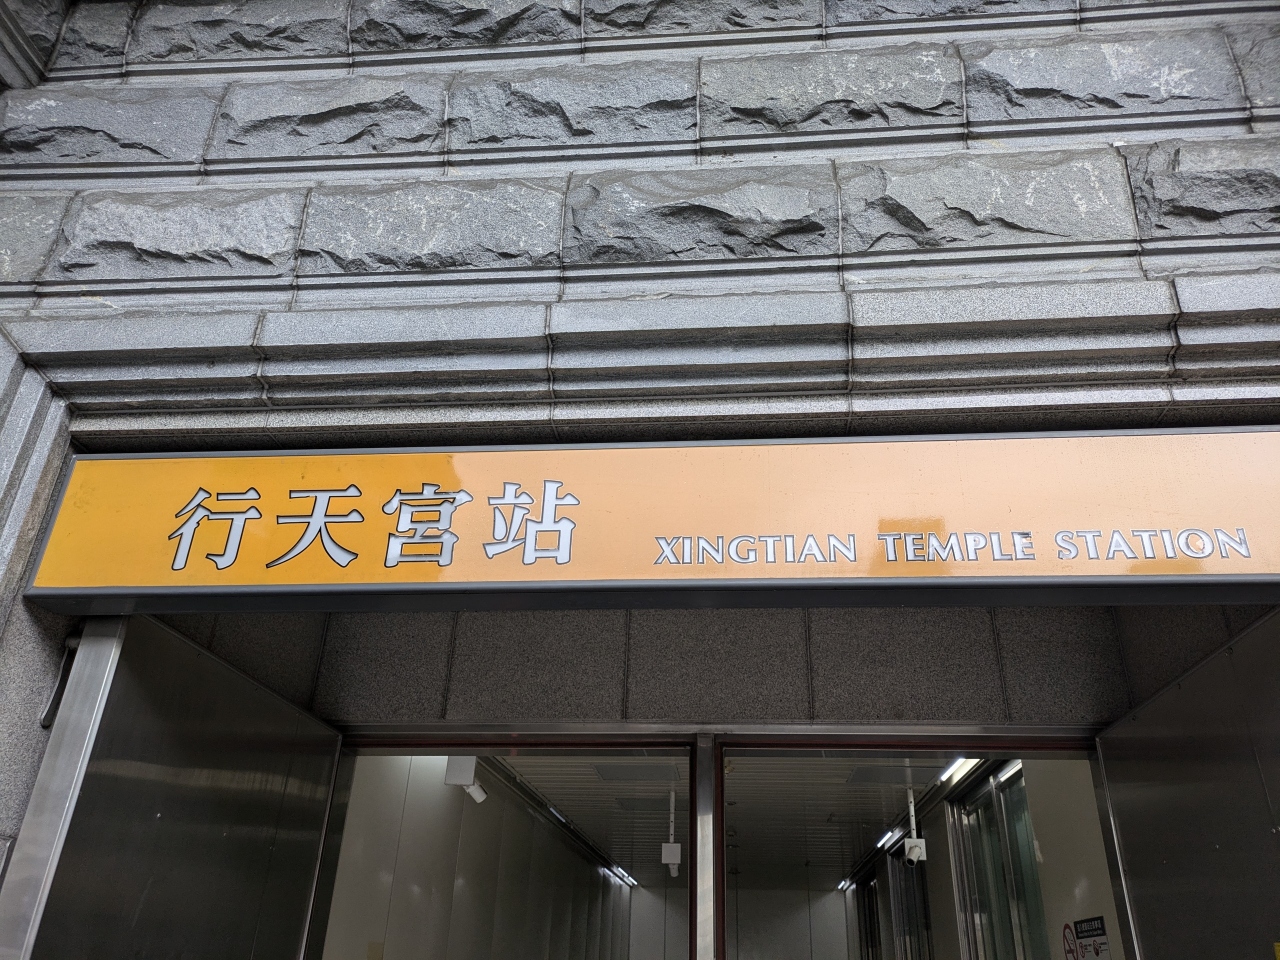 行天宮站
XINGTIAN TEMPLE STATION